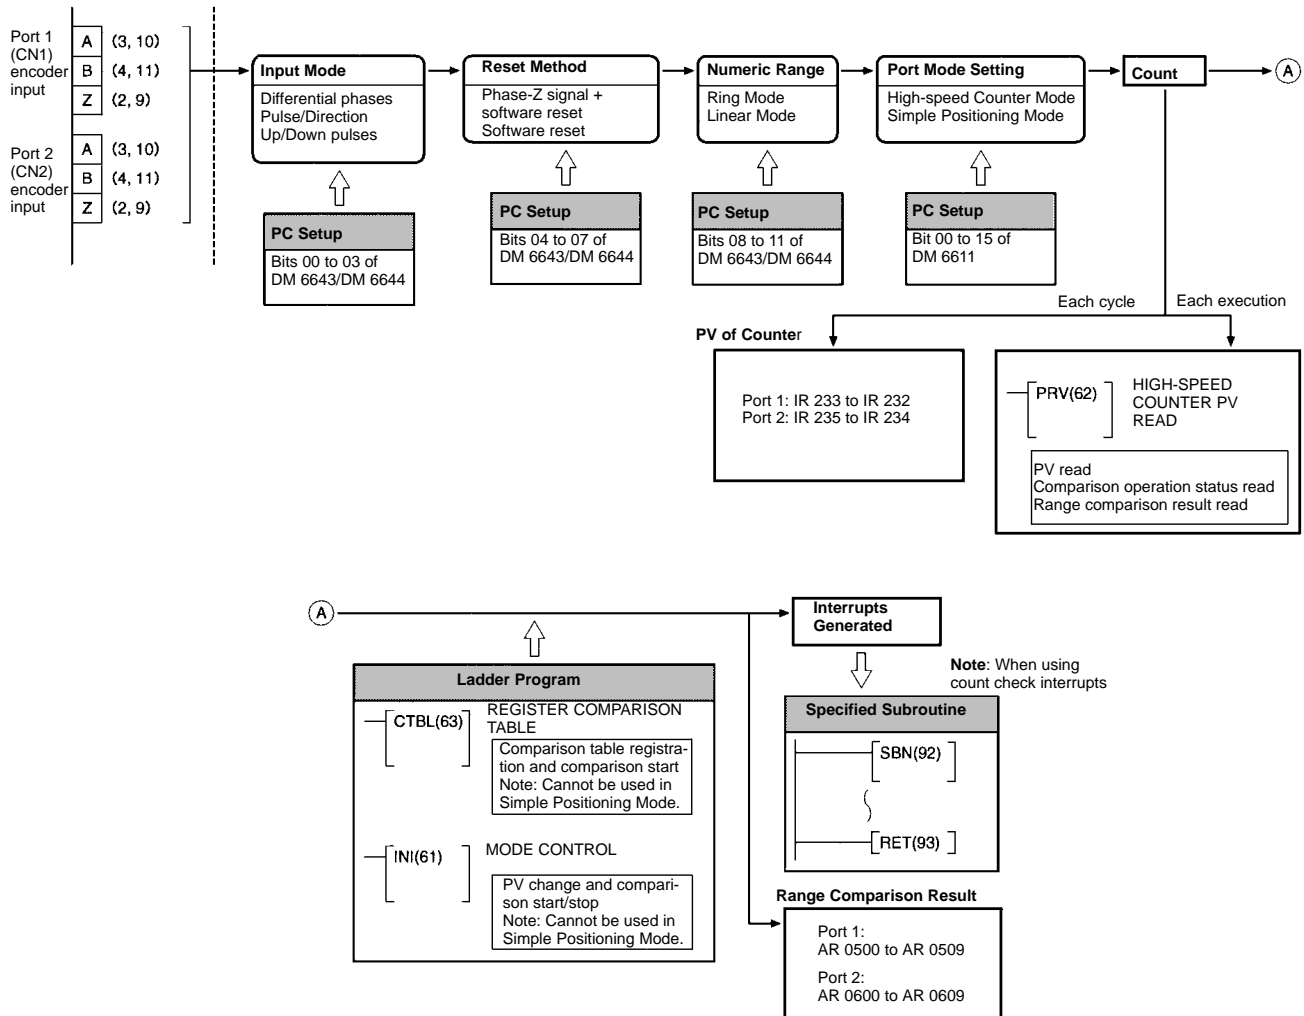 Port 1
(CN1)
encoder
input
A (3, 10)
B (4, 11)
Z (2, 9)
Port 2
(CN2)
encoder
input
A (3, 10)
B (4, 11)
Z (2, 9)
Input Mode
Differential phases
Pulse/Direction
Up/Down pulses
Reset Method
Phase-Z signal +
software reset
Software reset
Numeric Range
Ring Mode
Linear Mode
Port Mode Setting
High-speed Counter Mode
Simple Positioning Mode
Count
A
PC Setup
Bits 00 to 03 of
DM 6643/DM 6644
PC Setup
Bits 04 to 07 of
DM 6643/DM 6644
PC Setup
Bits 08 to 11 of
DM 6643/DM 6644
PC Setup
Bit 00 to 15 of
DM 6611
Each cycle
Each execution
PV of Counter
Port 1: IR 233 to IR 232
Port 2: IR 235 to IR 234
PRV(62)
HIGH-SPEED
COUNTER PV
READ
PV read
Comparison operation status read
Range comparison result read
A
Interrupts
Generated
Note: When using
count check interrupts
Ladder Program
CTBL(63)
REGISTER COMPARISON
TABLE
Comparison table registra-
tion and comparison start
Note: Cannot be used in
Simple Positioning Mode.
INI(61)
MODE CONTROL
PV change and compari-
son start/stop
Note: Cannot be used in
Simple Positioning Mode.
Specified Subroutine
SBN(92)
RET(93)
Range Comparison Result
Port 1:
AR 0500 to AR 0509
Port 2:
AR 0600 to AR 0609